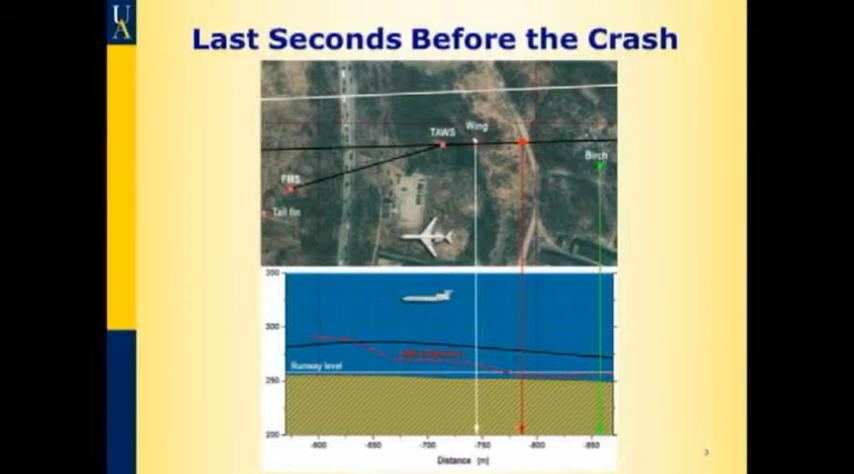 UA
Last Seconds Before the Crash
TAWS
Wing
Birch
FMS
Tail fin
350
300
Runway level
250
200
-600
-650
-700
-750
-800
-850
Distance [m]
3